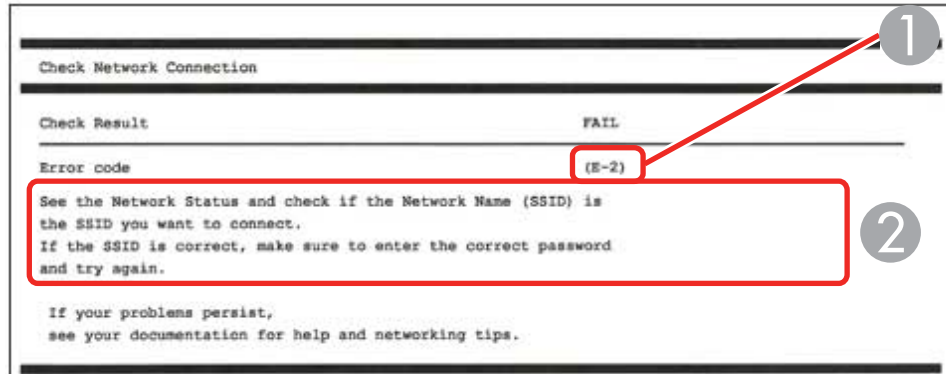 1
Check Network Connection
Check Result FAIL
Error code (E-2)
See the Network Status and check if the Network Name (SSID) is
the SSID you want to connect.
If the SSID is correct, make sure to enter the correct password
and try again.
2
If your problems persist,
see your documentation for help and networking tips.